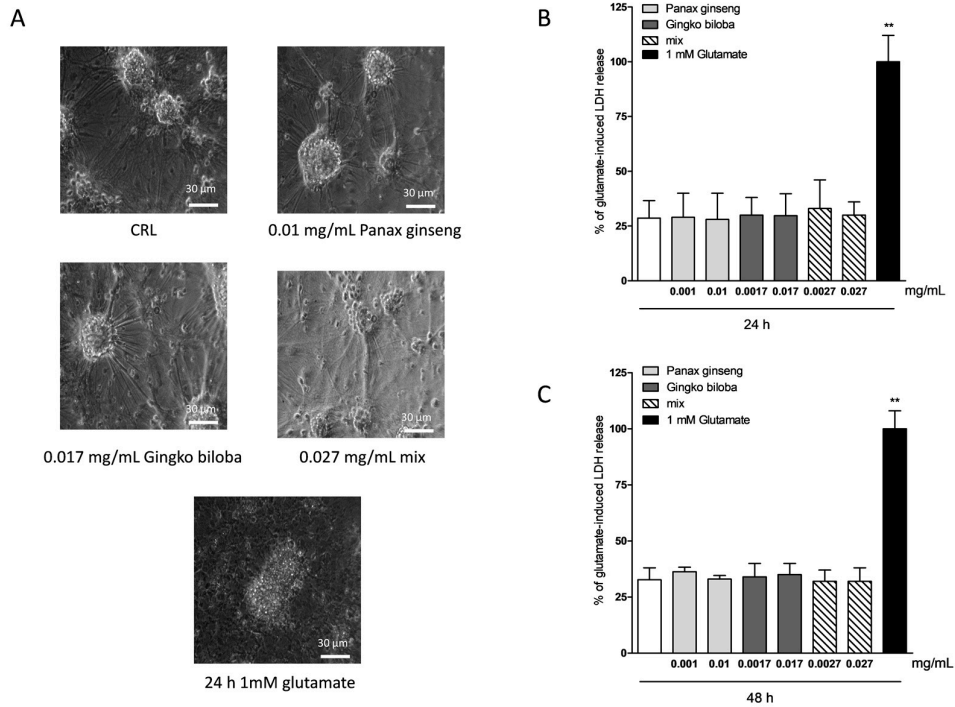 A
30 µm
CRL
30 µm
0.01 mg/mL Panax ginseng
30 µm
0.017 mg/mL Gingko biloba
30 µm
0.027 mg/mL mix
30 µm
24 h 1mM glutamate
B
Panax ginseng
Gingko biloba
mix
1 mM Glutamate
**
% of glutamate-induced LDH release
125
100
75
50
25
0
0.001 0.01 0.0017 0.017 0.0027 0.027 mg/mL
24 h
C
Panax ginseng
Gingko biloba
mix
1 mM Glutamate
**
% of glutamate-induced LDH release
125
100
75
50
25
0
0.001 0.01 0.0017 0.017 0.0027 0.027 mg/mL
48 h